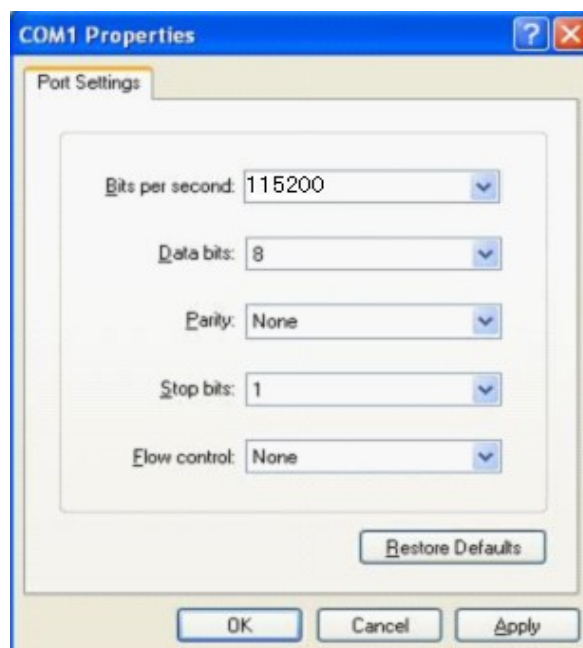 COM1 Properties
Port Settings
Bits per second: 115200
Data bits: 8
Parity: None
Stop bits: 1
Flow control: None
Restore Defaults
OK Cancel Apply